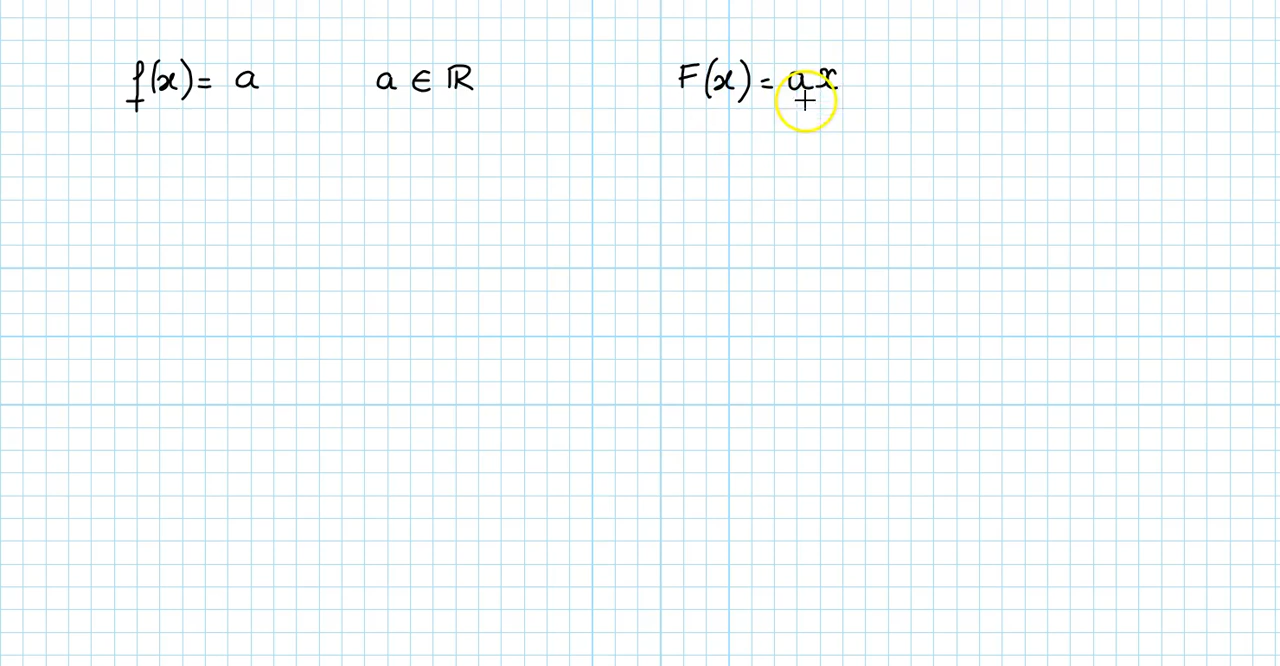 f(x) = a a ∈ ℝ F(x) = ax